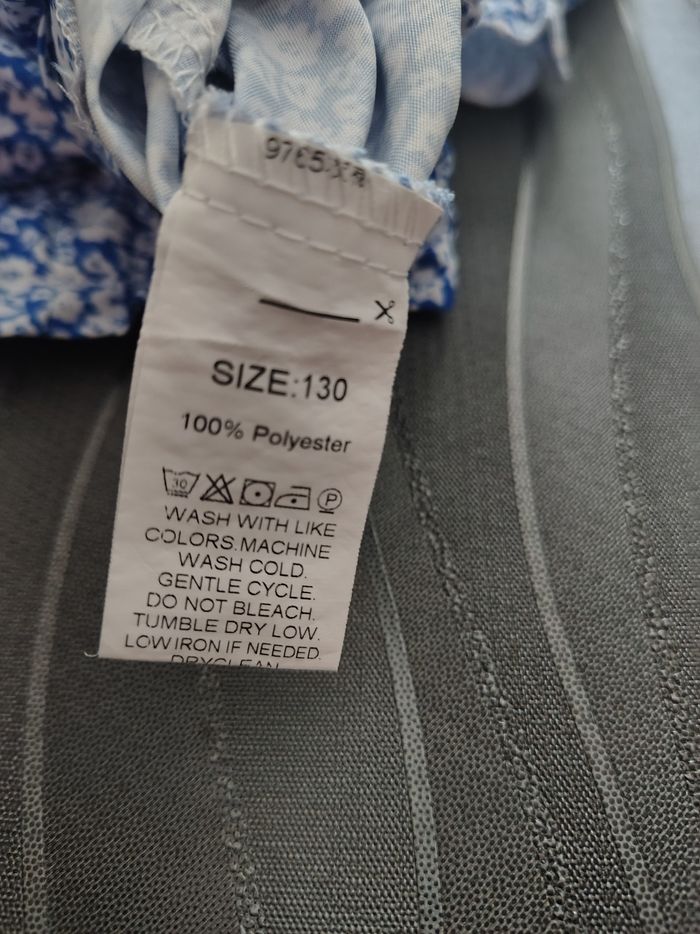 SIZE:130
100% Polyester
30 P
WASH WITH LIKE
COLORS.MACHINE
WASH COLD.
GENTLE CYCLE.
DO NOT BLEACH.
TUMBLE DRY LOW.
LOW IRON IF NEEDED.
DRYCLEAN